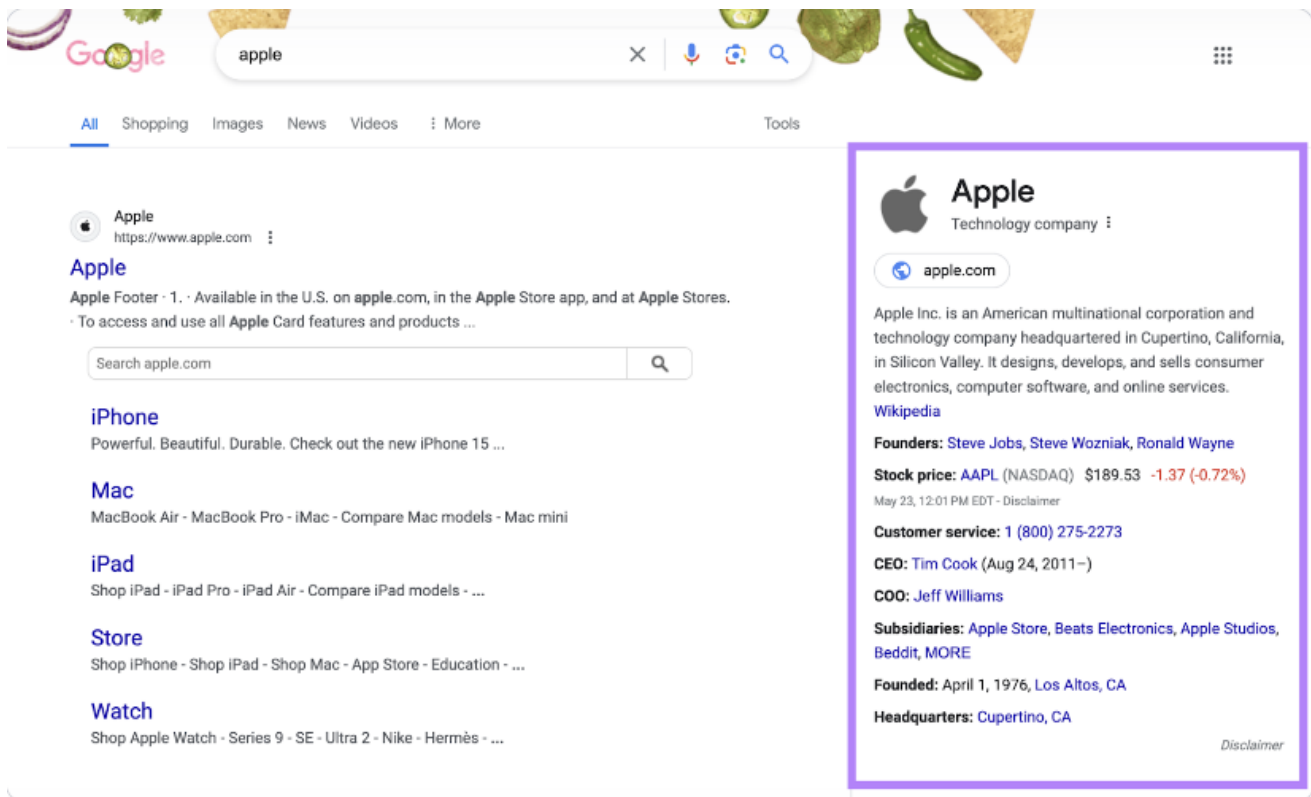 Google
apple
All Shopping Images News Videos More
Tools
Apple
https://www.apple.com
Apple
Apple Footer · 1. · Available in the U.S. on apple.com, in the Apple Store app, and at Apple Stores.
· To access and use all Apple Card features and products ...
Search apple.com
iPhone
Powerful. Beautiful. Durable. Check out the new iPhone 15 ...
Mac
MacBook Air - MacBook Pro - iMac - Compare Mac models - Mac mini
iPad
Shop iPad - iPad Pro - iPad Air - Compare iPad models - ...
Store
Shop iPhone - Shop iPad - Shop Mac - App Store - Education - ...
Watch
Shop Apple Watch - Series 9 - SE - Ultra 2 - Nike - Hermès - ...
Apple
Technology company
apple.com
Apple Inc. is an American multinational corporation and
technology company headquartered in Cupertino, California,
in Silicon Valley. It designs, develops, and sells consumer
electronics, computer software, and online services.
Wikipedia
Founders: Steve Jobs, Steve Wozniak, Ronald Wayne
Stock price: AAPL (NASDAQ) $189.53 -1.37 (-0.72%)
May 23, 12:01 PM EDT - Disclaimer
Customer service: 1 (800) 275-2273
CEO: Tim Cook (Aug 24, 2011–)
COO: Jeff Williams
Subsidiaries: Apple Store, Beats Electronics, Apple Studios,
Beddit, MORE
Founded: April 1, 1976, Los Altos, CA
Headquarters: Cupertino, CA
Disclaimer